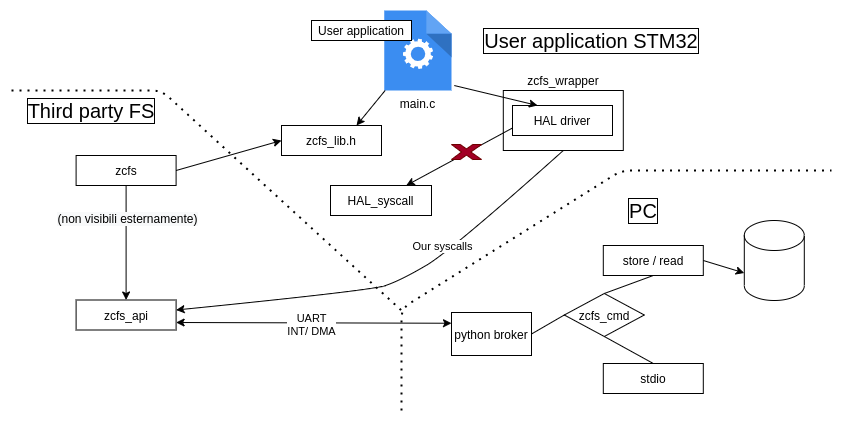 User application
User application STM32
zcfs_wrapper
main.c
Third party FS
HAL driver
zcfs_lib.h
zcfs
HAL_syscall
(non visibili esternamente)
PC
Our syscalls
store / read
zcfs_api
UART
INT/ DMA
python broker
zcfs_cmd
stdio